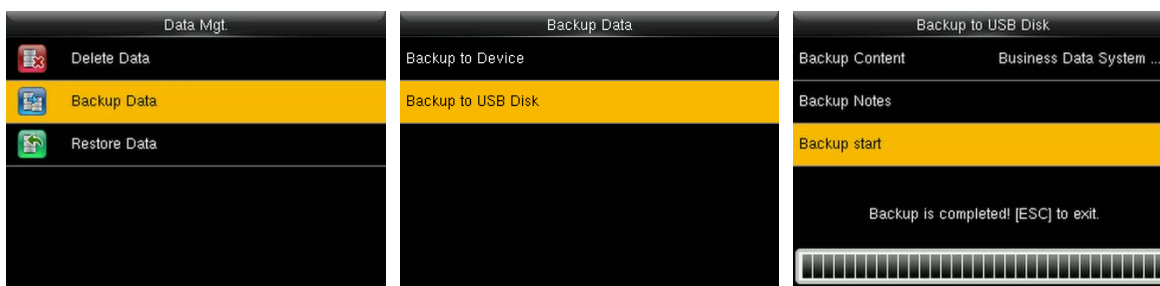 Data Mgt.
Delete Data
Backup Data
Restore Data
Backup Data
Backup to Device
Backup to USB Disk
Backup to USB Disk
Backup Content Business Data System ...
Backup Notes
Backup start
Backup is completed! [ESC] to exit.